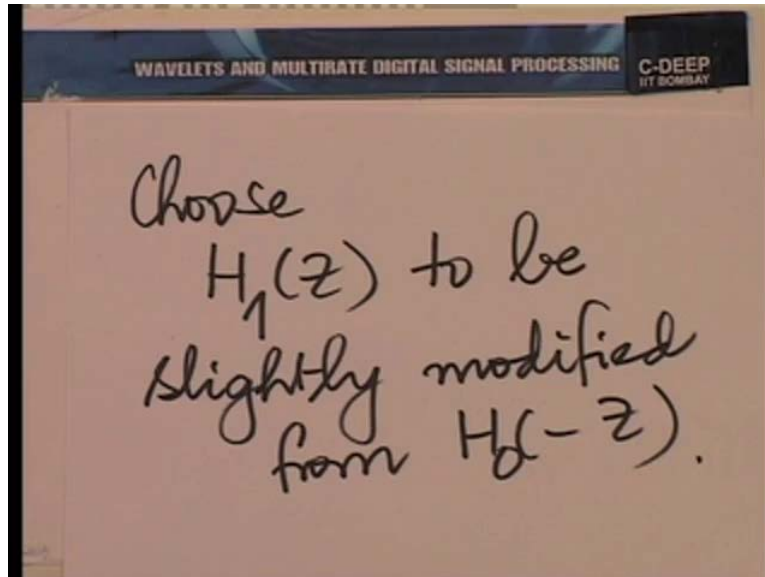 WAVELETS AND MULTIRATE DIGITAL SIGNAL PROCESSING
C-DEEP
IIT BOMBAY
Choose
H₁(Z) to be
slightly modified
from H₀(-Z).